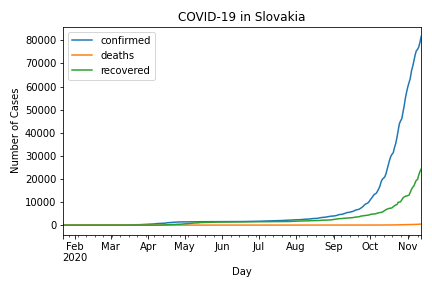 COVID-19 in Slovakia
confirmed
deaths
recovered
Number of Cases
80000
70000
60000
50000
40000
30000
20000
10000
0
Feb Mar Apr May Jun Jul Aug Sep Oct Nov
2020
Day